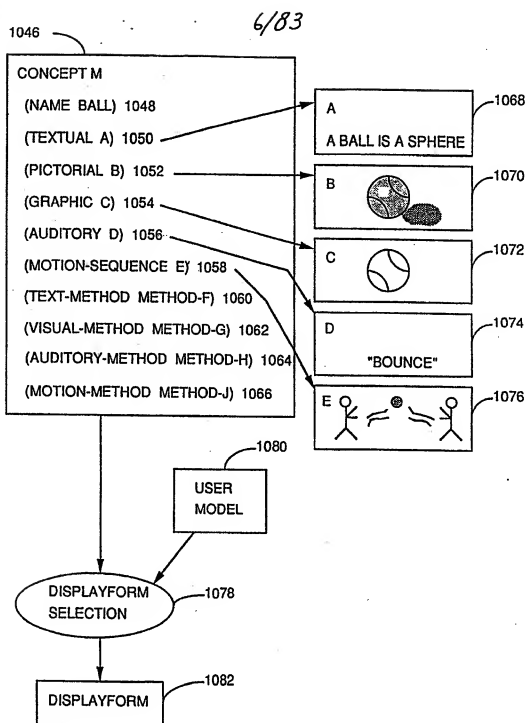 6/83
1046
CONCEPT M
(NAME BALL) 1048
(TEXTUAL A) 1050
(PICTORIAL B) 1052
(GRAPHIC C) 1054
(AUDITORY D) 1056
(MOTION-SEQUENCE E) 1058
(TEXT-METHOD METHOD-F) 1060
(VISUAL-METHOD METHOD-G) 1062
(AUDITORY-METHOD METHOD-H) 1064
(MOTION-METHOD METHOD-J) 1066
A
A BALL IS A SPHERE
1068
B
1070
C
1072
D
"BOUNCE"
1074
E
1076
1080
USER
MODEL
DISPLAYFORM
SELECTION
1078
1082
DISPLAYFORM